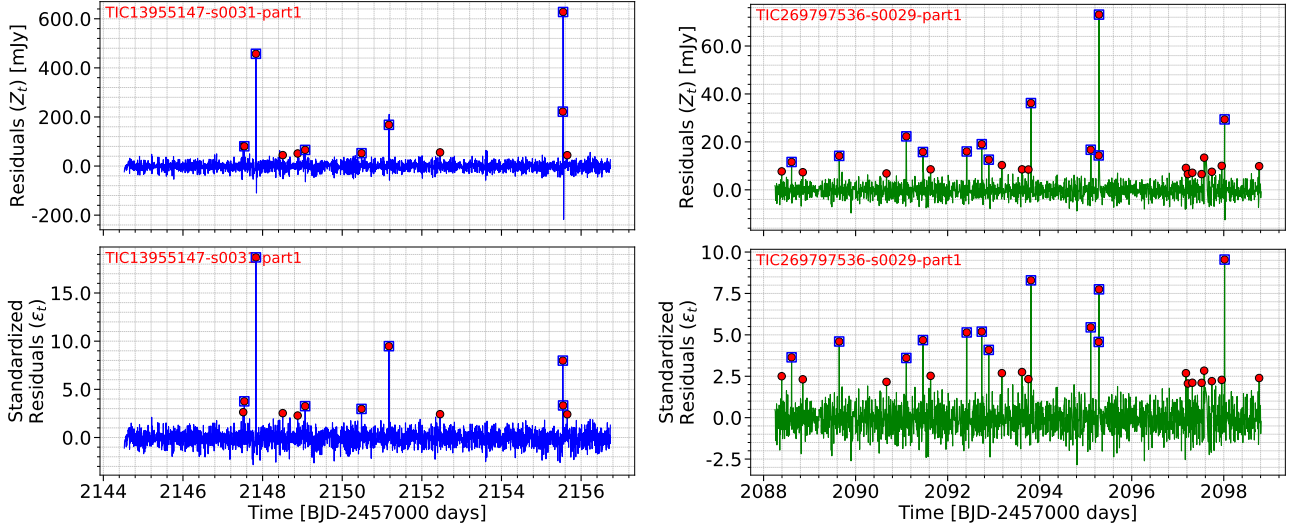 TIC13955147-s0031-part1
Residuals (Zt) [mJy]
600.0
400.0
200.0
0.0
-200.0
TIC269797536-s0029-part1
Residuals (Zt) [mJy]
60.0
40.0
20.0
0.0
TIC13955147-s0031-part1
Standardized
Residuals (εt)
15.0
10.0
5.0
0.0
2144 2146 2148 2150 2152 2154 2156
Time [BJD-2457000 days]
TIC269797536-s0029-part1
Standardized
Residuals (εt)
10.0
7.5
5.0
2.5
0.0
-2.5
2088 2090 2092 2094 2096 2098
Time [BJD-2457000 days]